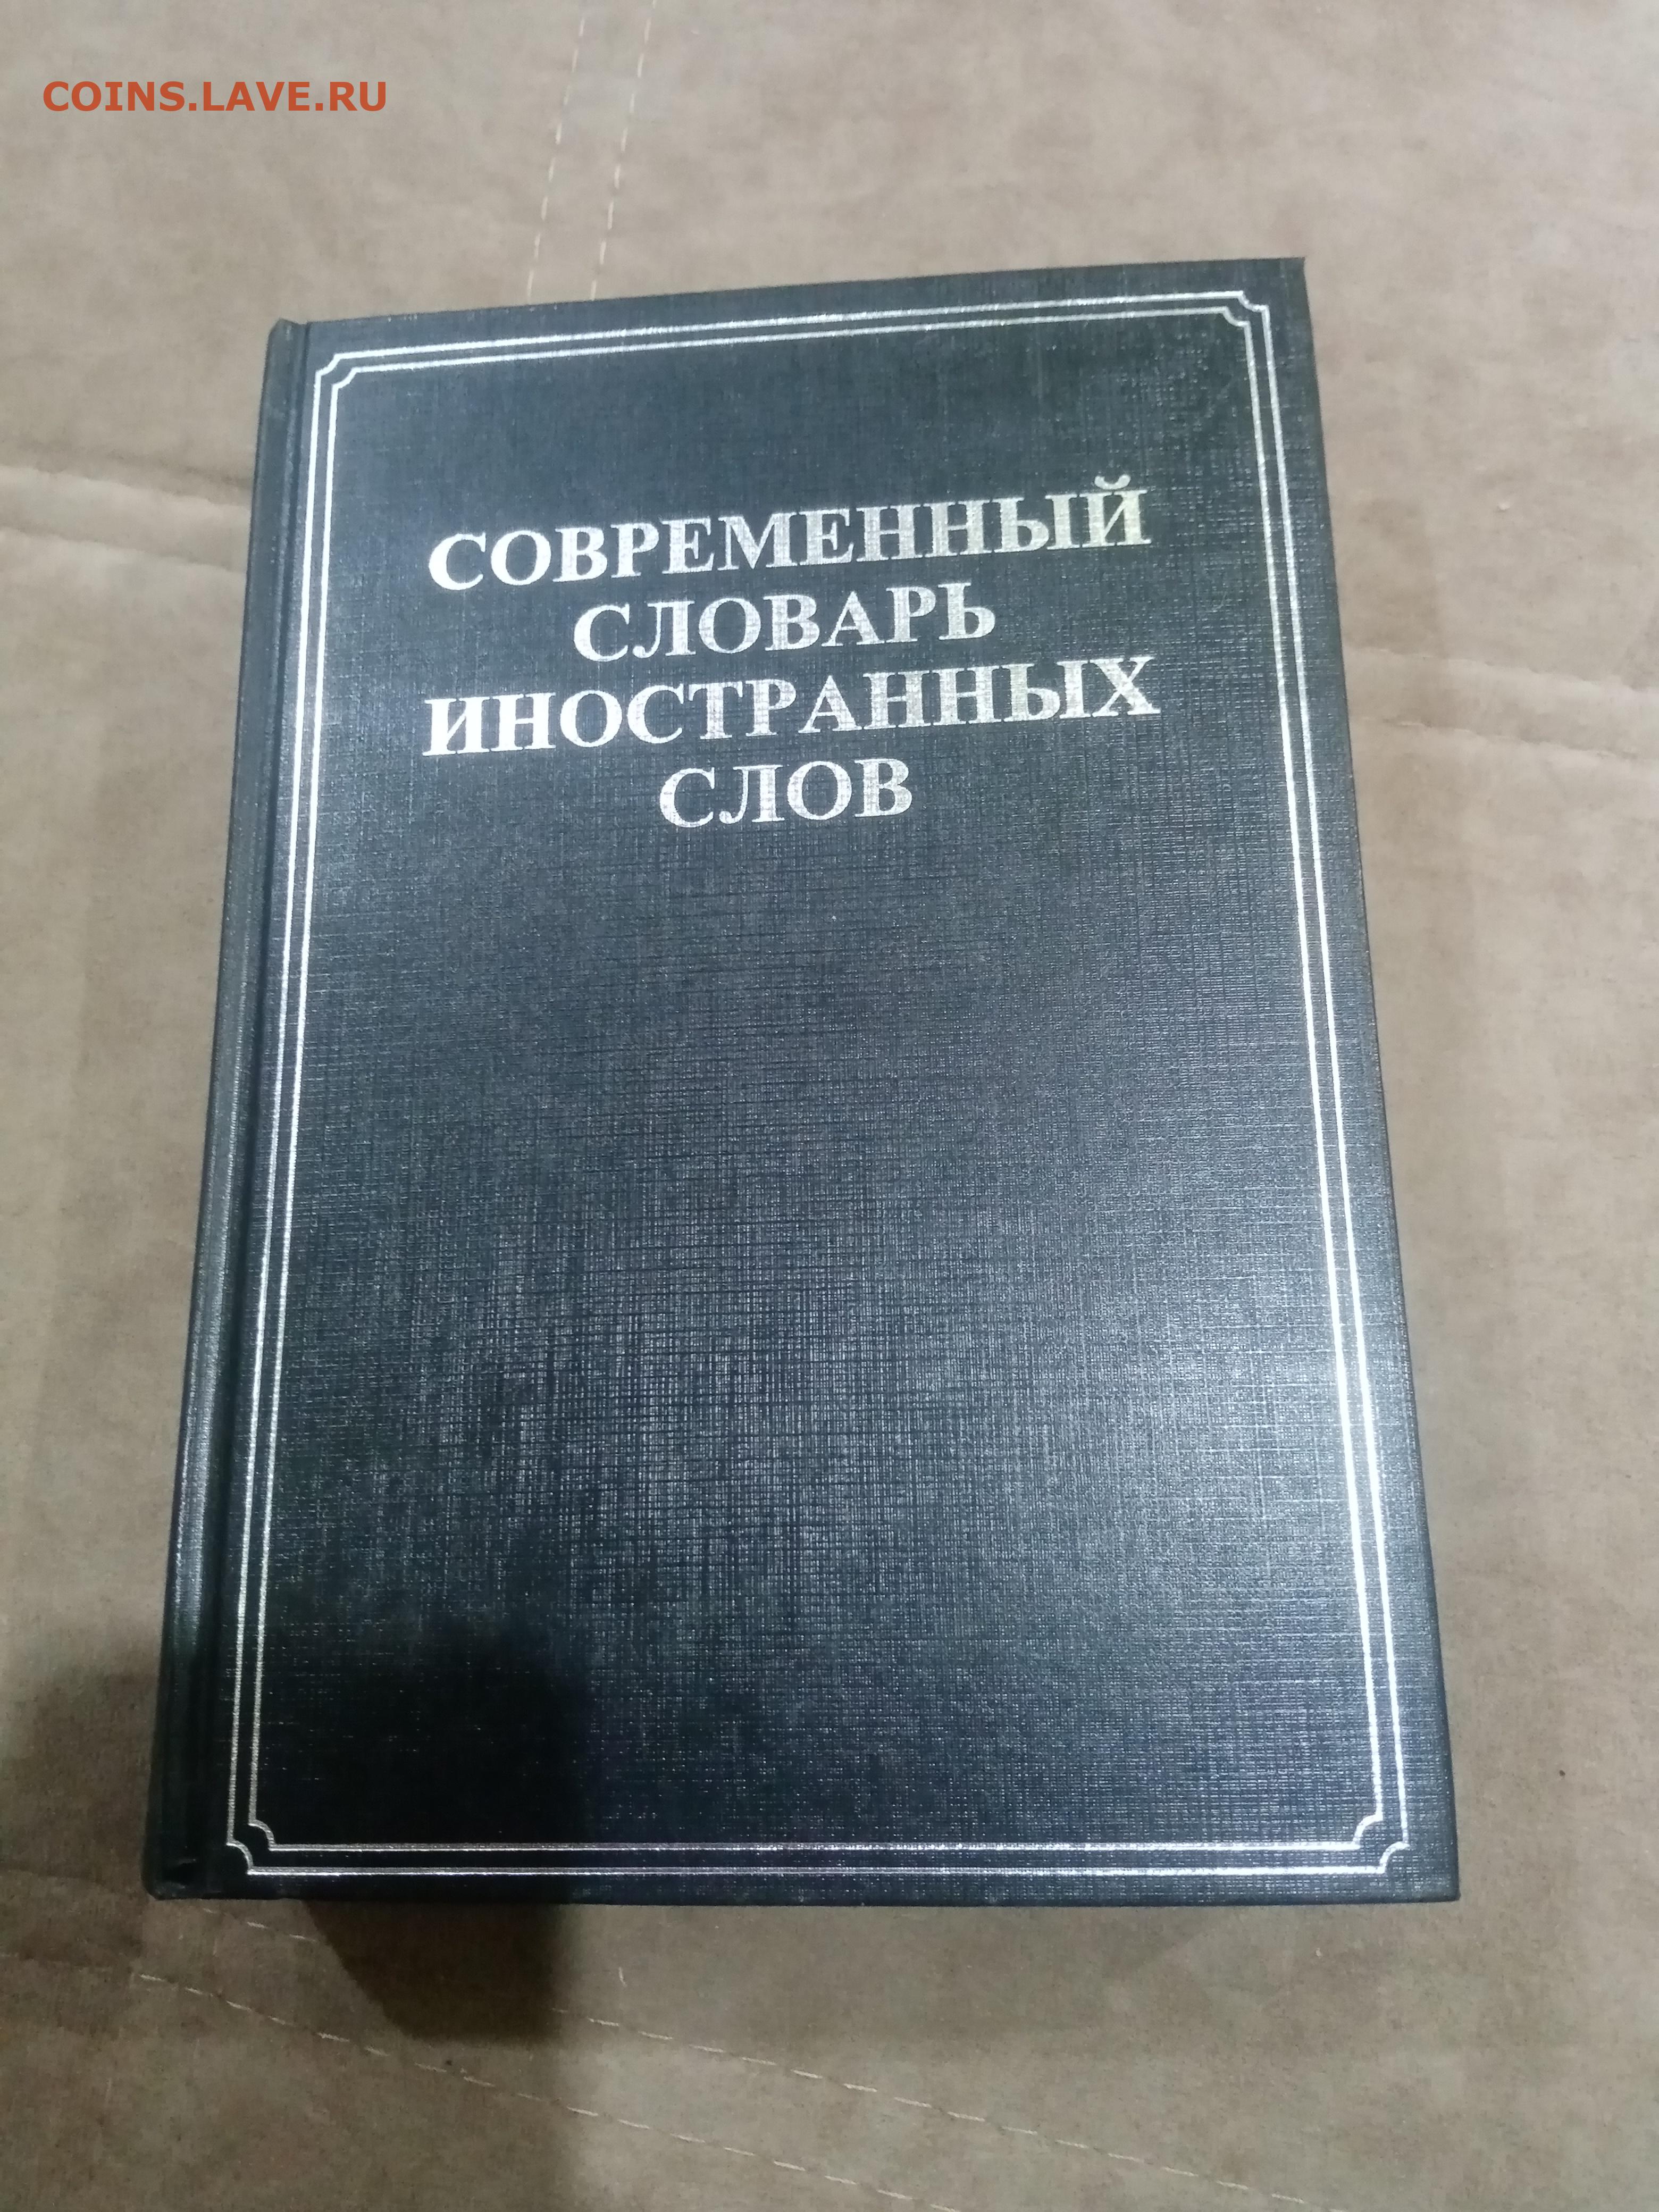 COINS.LAVE.RU
СОВРЕМЕННЫЙ
СЛОВАРЬ
ИНОСТРАННЫХ
СЛОВ